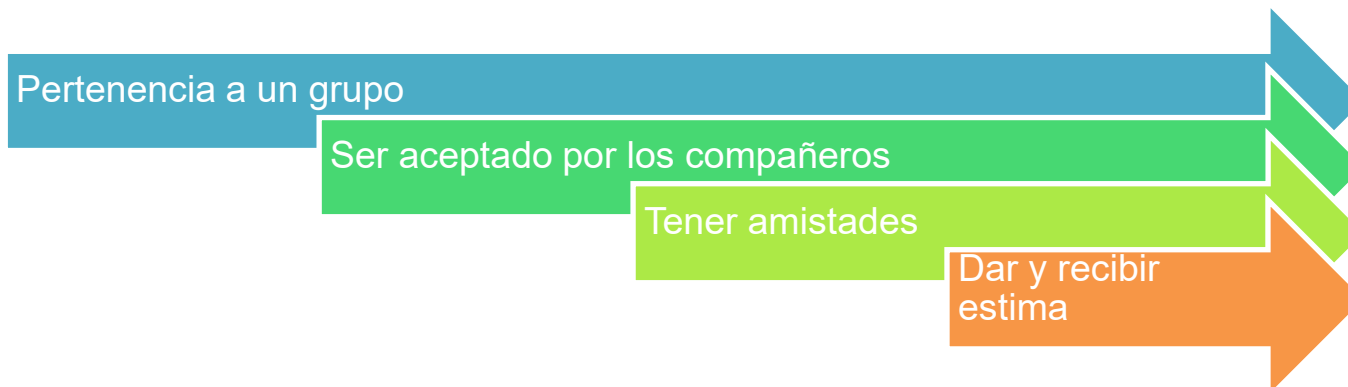 Pertenencia a un grupo
Ser aceptado por los compañeros
Tener amistades
Dar y recibir
estima